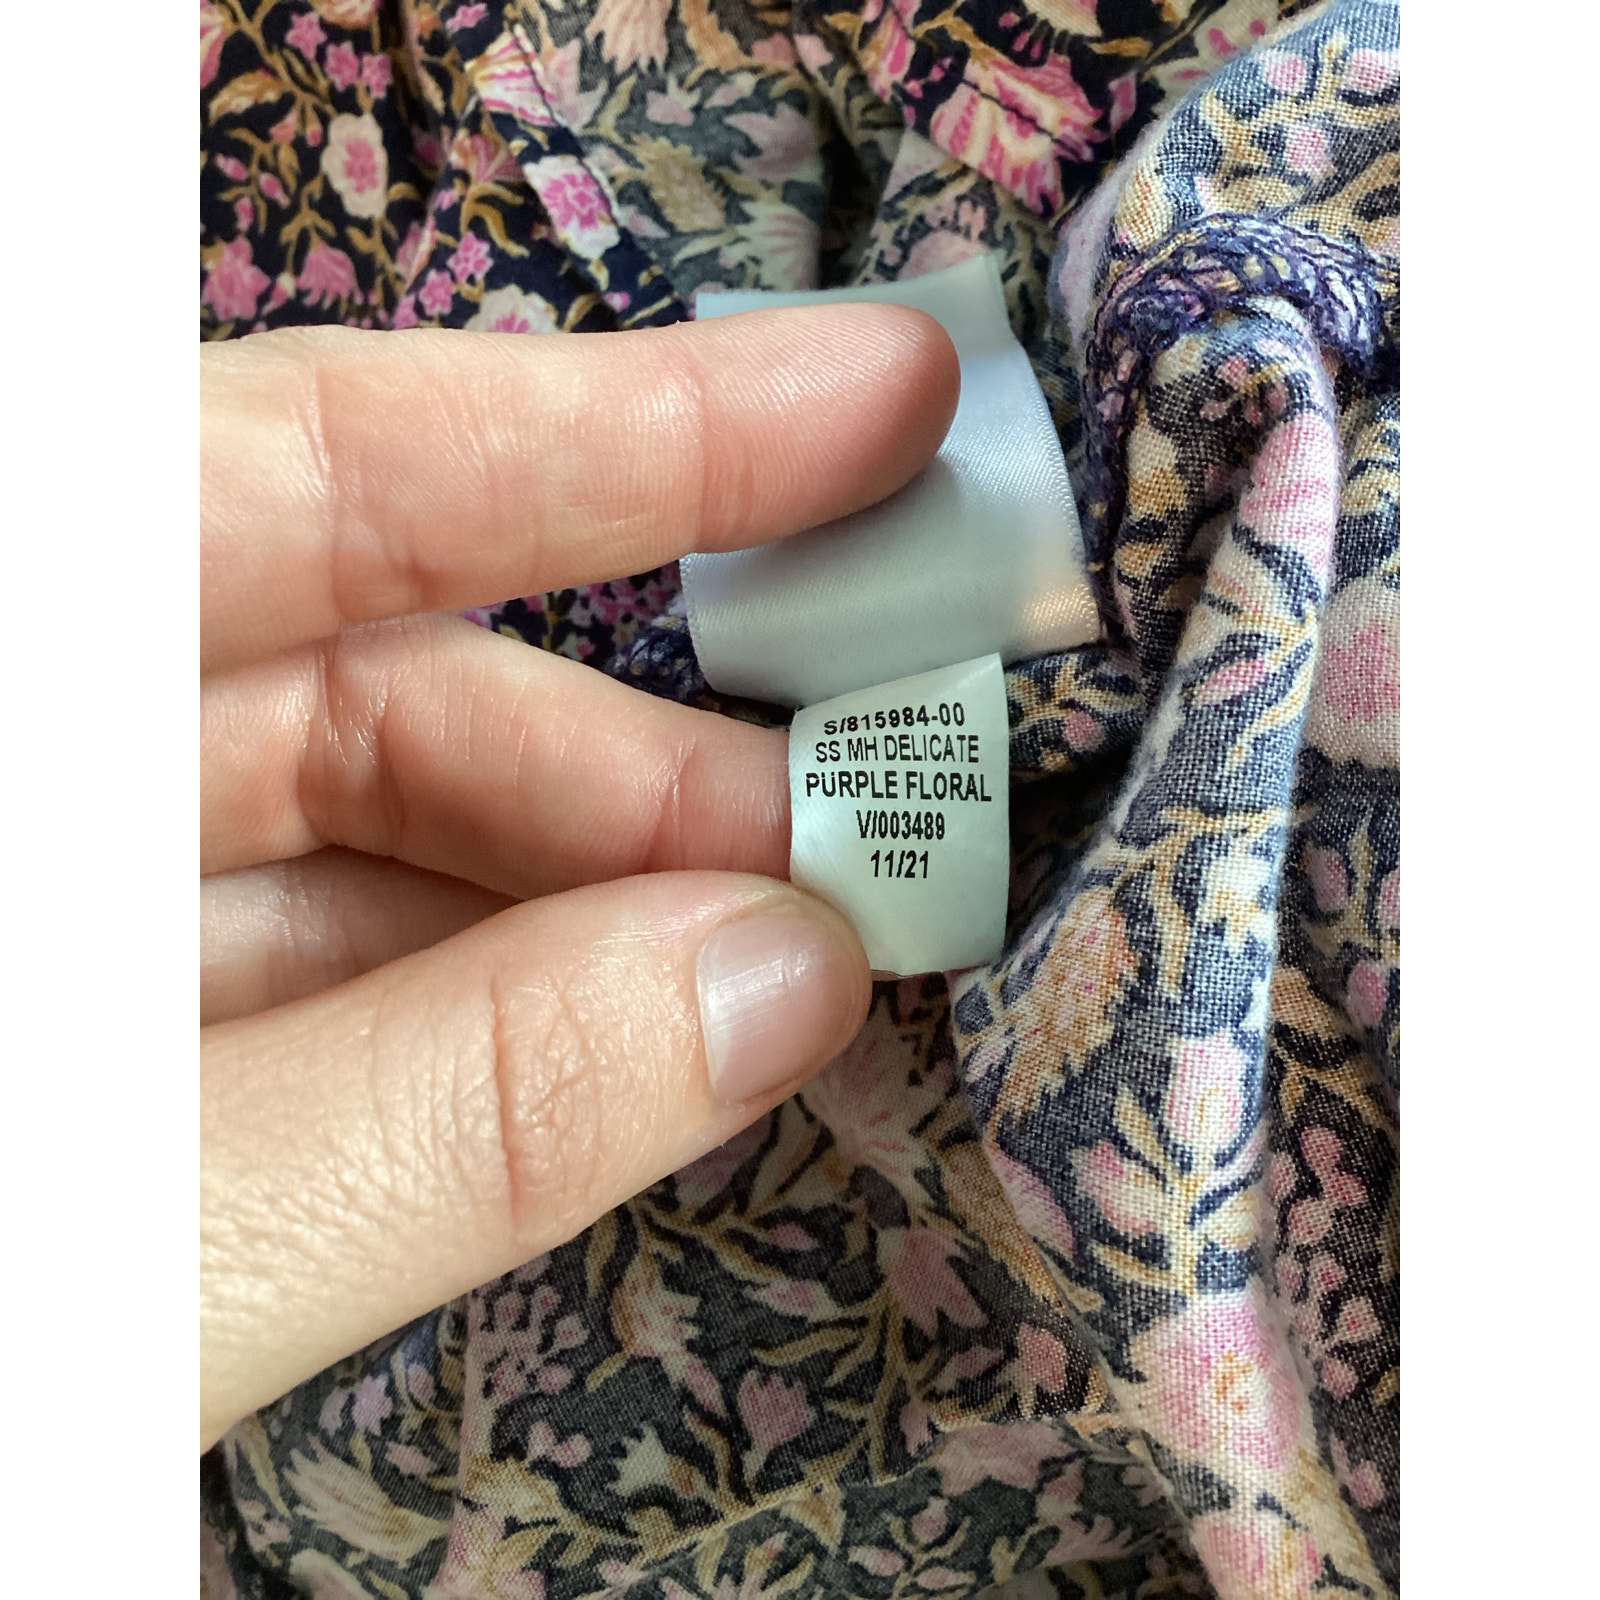 S/815984-00
SS MH DELICATE
PURPLE FLORAL
V/003489
11/21